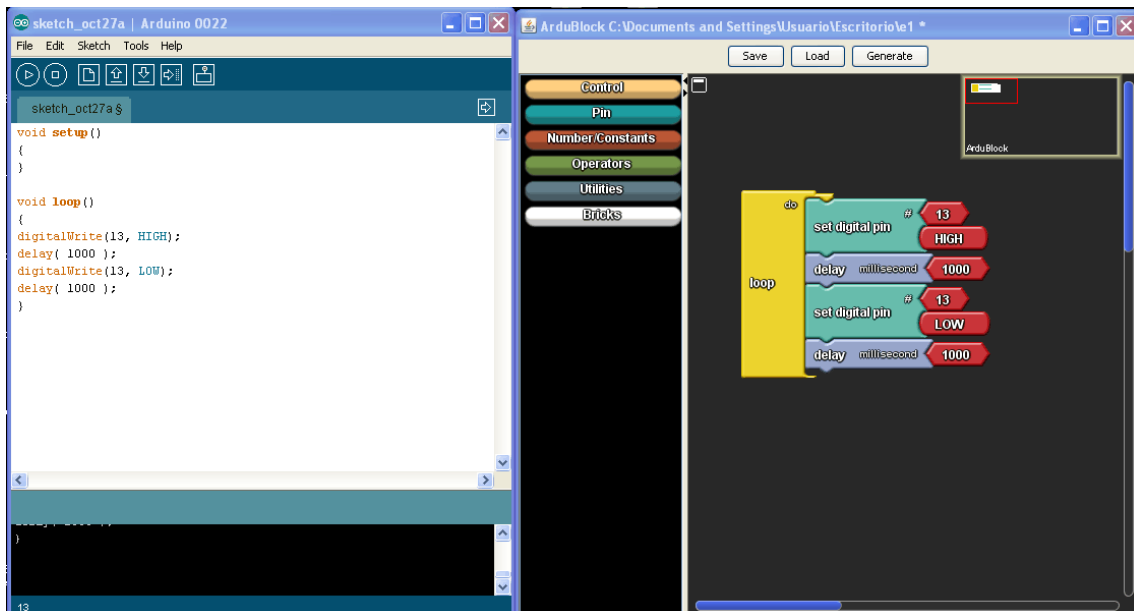 sketch_oct27a | Arduino 0022
File Edit Sketch Tools Help
sketch_oct27a §
void setup()
{
}
void loop()
{
digitalWrite(13, HIGH);
delay( 1000 );
digitalWrite(13, LOW);
delay( 1000 );
}
}
13
ArduBlock C:\Documents and Settings\Usuario\Escritorio\e1 *
Save Load Generate
Control
Pin
Number/Constants
Operators
Utilities
Bricks
ArduBlock
loop
do
set digital pin # 13
HIGH
delay millisecond 1000
set digital pin # 13
LOW
delay millisecond 1000